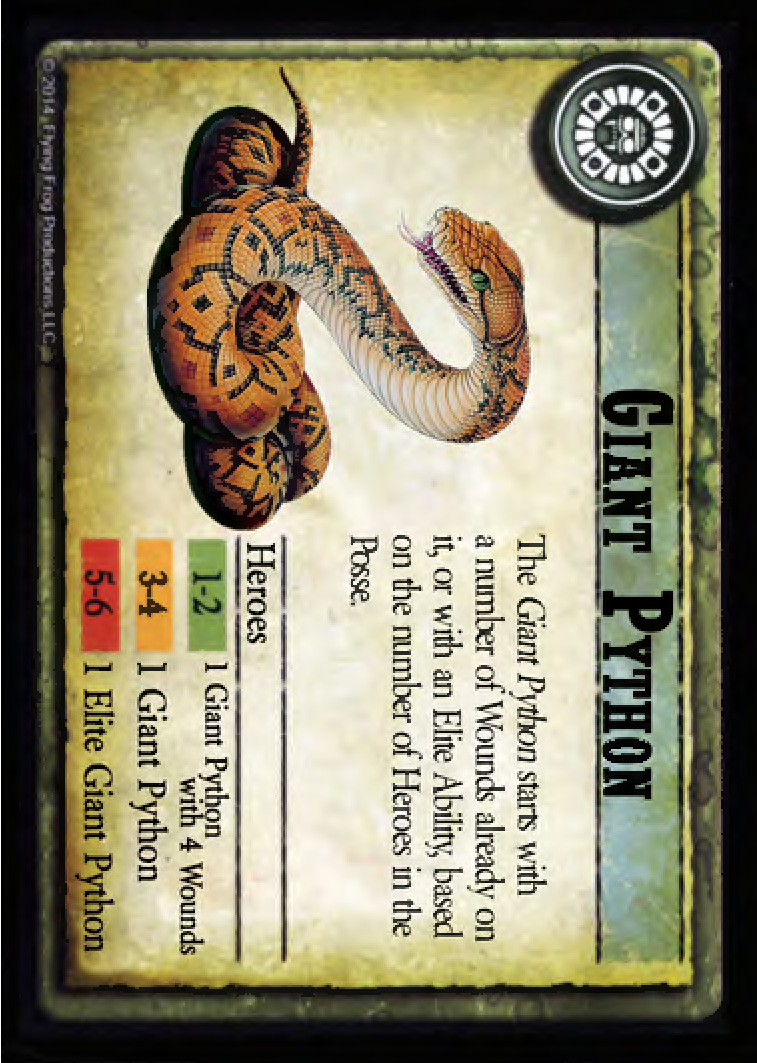 GIANT PYTHON
The Giant Python starts with
a number of Wounds already on
it, or with an Elite Ability, based
on the number of Heroes in the
Posse.
Heroes
1-2 1 Giant Python
with 4 Wounds
3-4 1 Giant Python
5-6 1 Elite Giant Python
© 2014, Flying Frog Productions LLC.